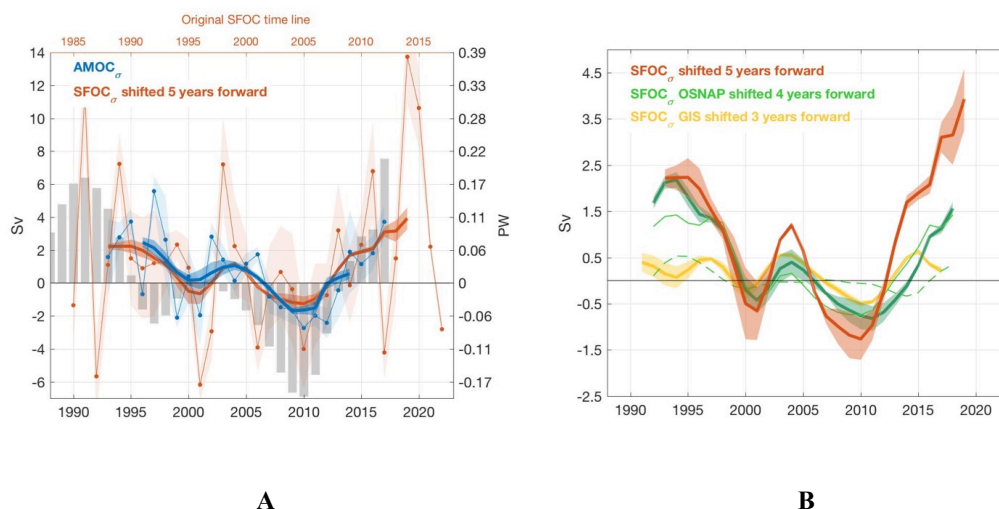 Original SFOC time line
1985 1990 1995 2000 2005 2010 2015
14 0.39
12 0.33
10 0.28
8 0.22
6 0.17
4 0.11
2 0.06
0 0
-2 -0.06
-4 -0.11
-6 -0.17
Sv
PW
AMOCσ
SFOCσ shifted 5 years forward
1990 1995 2000 2005 2010 2015 2020
A
4.5
3.5
2.5
1.5
0.5
-0.5
-1.5
-2.5
Sv
SFOCσ shifted 5 years forward
SFOCσ OSNAP shifted 4 years forward
SFOCσ GIS shifted 3 years forward
1990 1995 2000 2005 2010 2015 2020
B